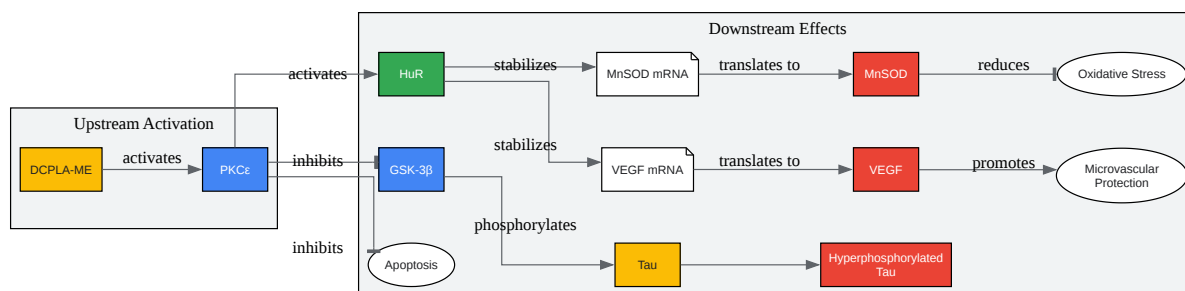 Downstream Effects
activates
HuR
stabilizes
MnSOD mRNA
translates to
MnSOD
reduces
Oxidative Stress
Upstream Activation
DCPLA-ME
activates
PKCε
inhibits
GSK-3β
stabilizes
VEGF mRNA
translates to
VEGF
promotes
Microvascular
Protection
phosphorylates
inhibits
Apoptosis
Tau
Hyperphosphorylated
Tau